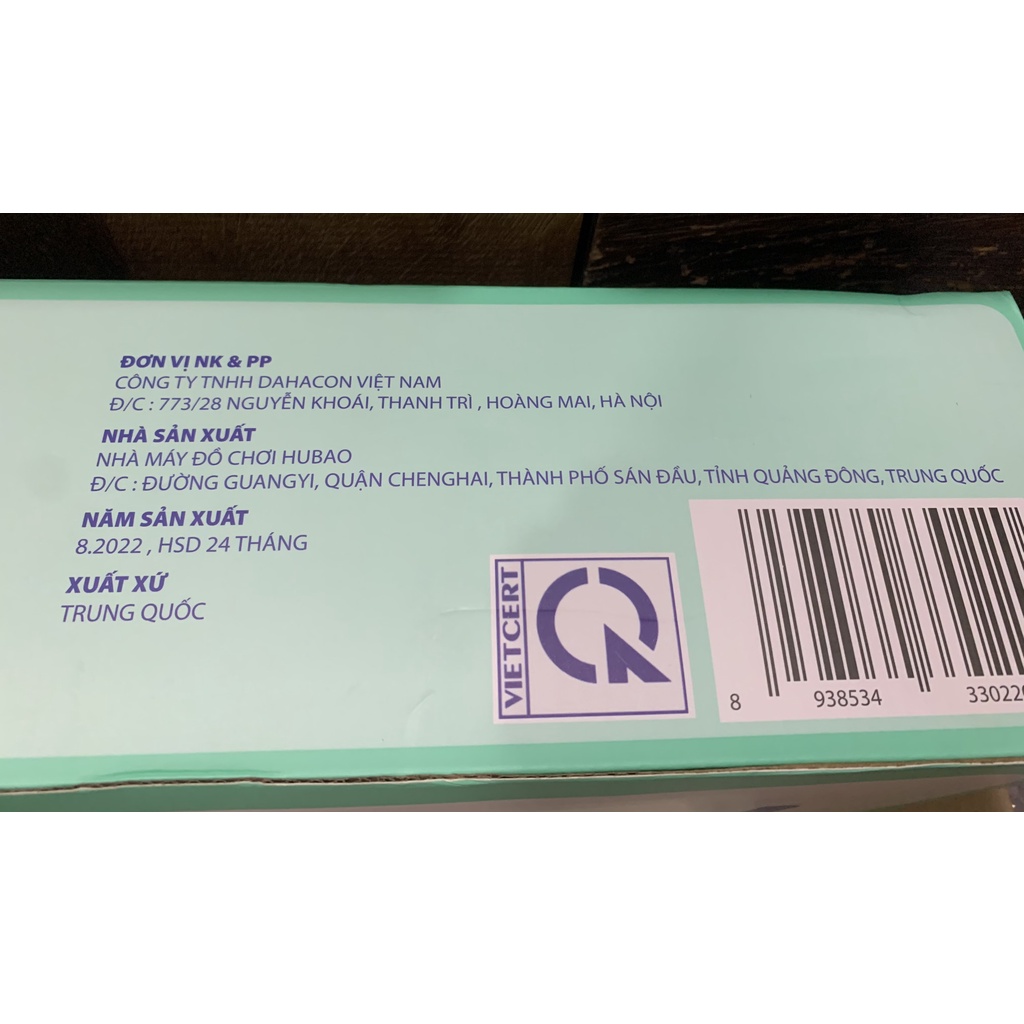 ĐƠN VỊ NK & PP
CÔNG TY TNHH DAHACON VIỆT NAM
Đ/C : 773/28 NGUYỄN KHOÁI, THANH TRÌ , HOÀNG MAI, HÀ NỘI
NHÀ SẢN XUẤT
NHÀ MÁY ĐỒ CHƠI HUBAO
Đ/C : ĐƯỜNG GUANGYI, QUẬN CHENGHAI, THÀNH PHỐ SÁN ĐẦU, TỈNH QUẢNG ĐÔNG, TRUNG QUỐC
NĂM SẢN XUẤT
8.2022 , HSD 24 THÁNG
XUẤT XỨ
TRUNG QUỐC
VIETCERT
8 938534 33022